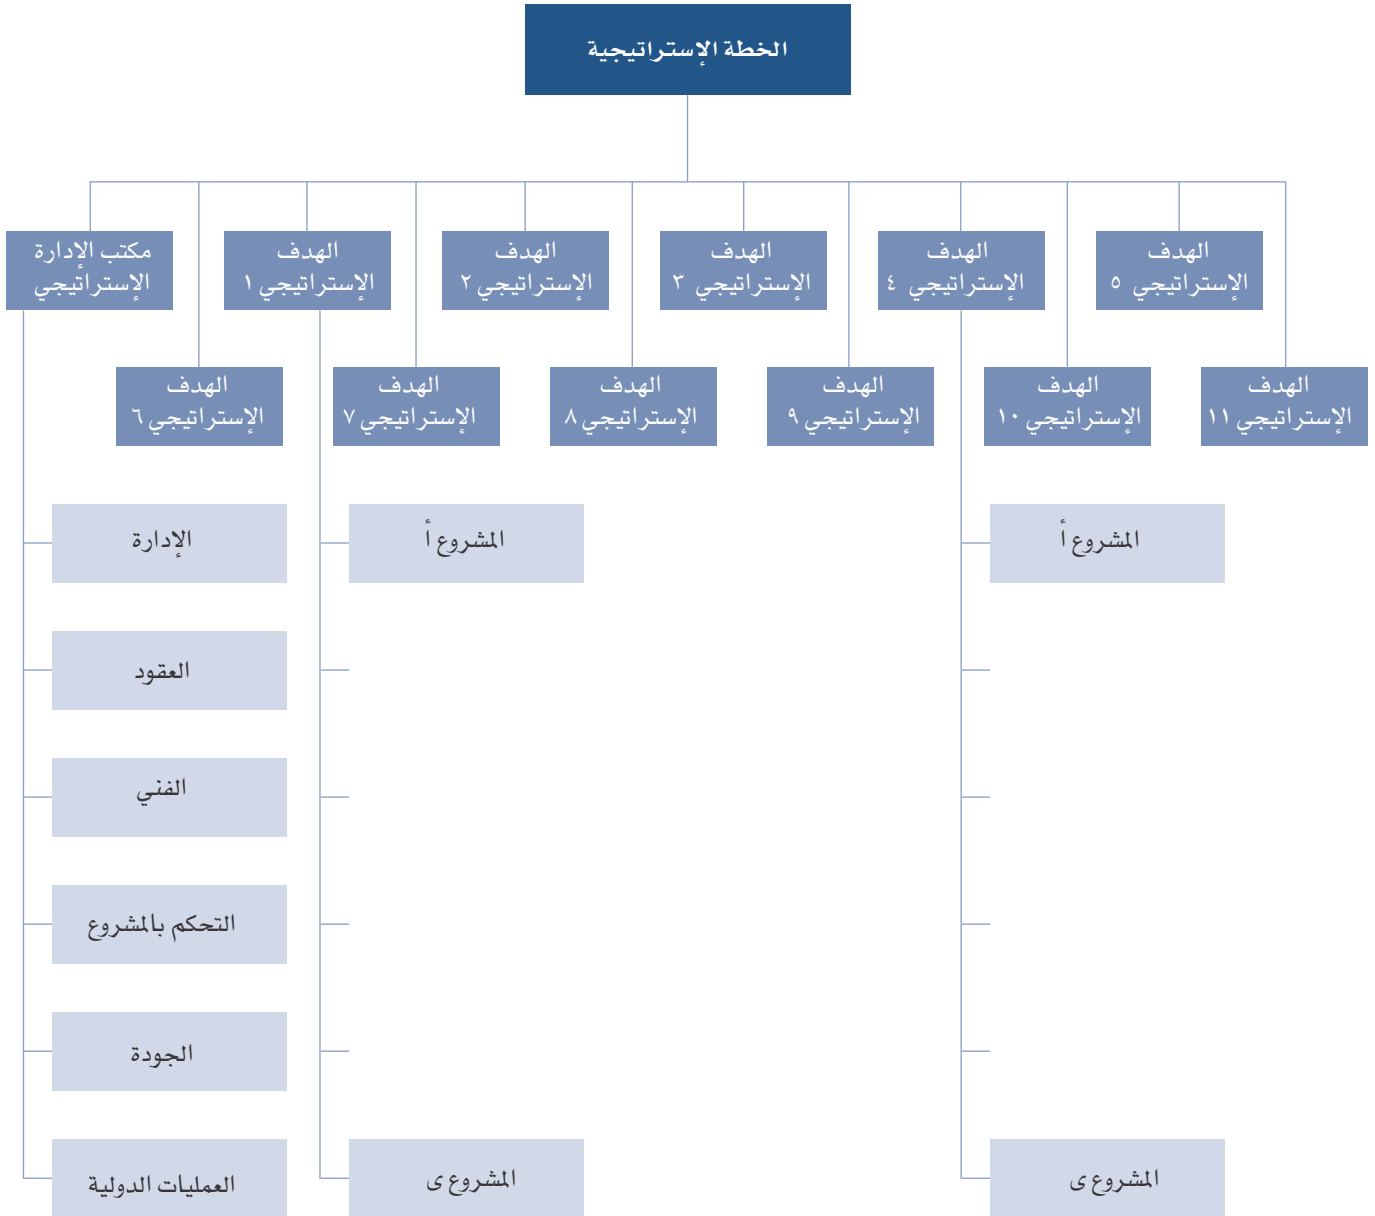 الخطة الإستراتيجية
مكتب الإدارة
الإستراتيجي
الهدف
الإستراتيجي ١
الهدف
الإستراتيجي ٢
الهدف
الإستراتيجي ٣
الهدف
الإستراتيجي ٤
الهدف
الإستراتيجي ٥
الهدف
الإستراتيجي ٦
الهدف
الإستراتيجي ٧
الهدف
الإستراتيجي ٨
الهدف
الإستراتيجي ٩
الهدف
الإستراتيجي ١٠
الهدف
الإستراتيجي ١١
الإدارة
المشروع أ
المشروع أ
العقود
الفني
التحكم بالمشروع
الجودة
العمليات الدولية
المشروع ى
المشروع ى